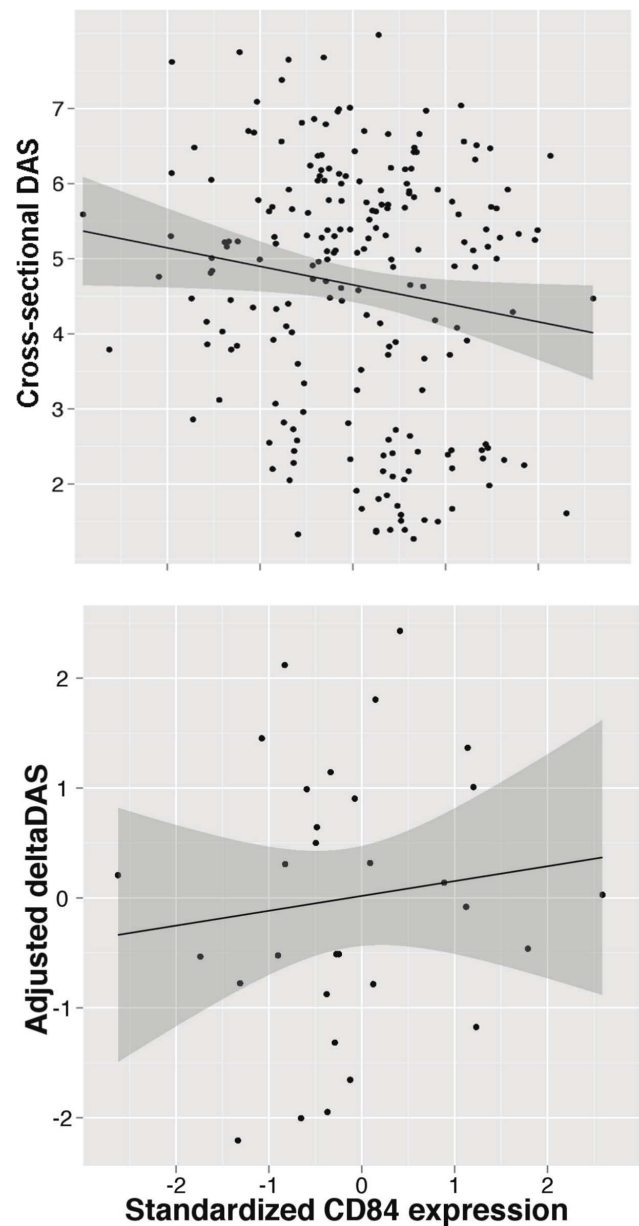 Cross-sectional DAS
7
6
5
4
3
2
Adjusted deltaDAS
2
1
0
-1
-2
-2 -1 0 1 2
Standardized CD84 expression